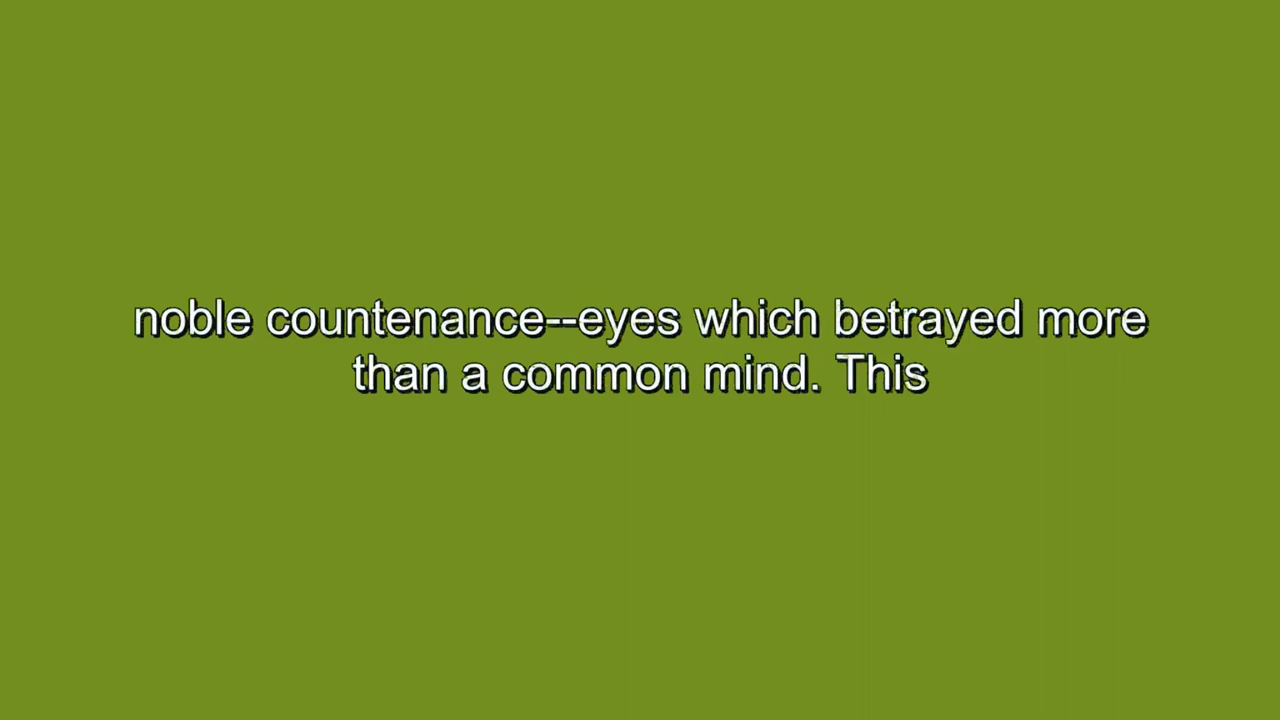 noble countenance--eyes which betrayed more
than a common mind. This